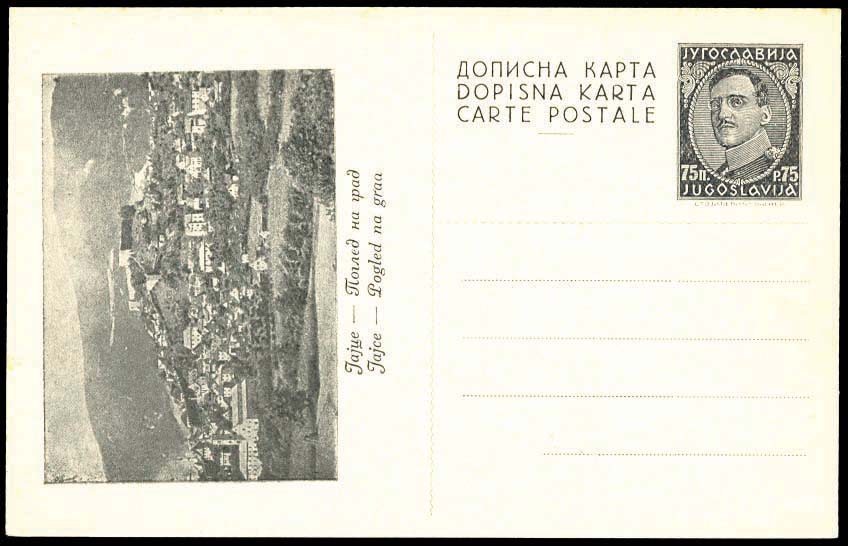 ДОПИСНА КАРТА
DOPISNA KARTA
CARTE POSTALE
ЈУГОСЛАВИЈА
75п. Р.75
JUGOSLAVIJA
Јајце — Поглед на град
Jajce — Pogled na grad